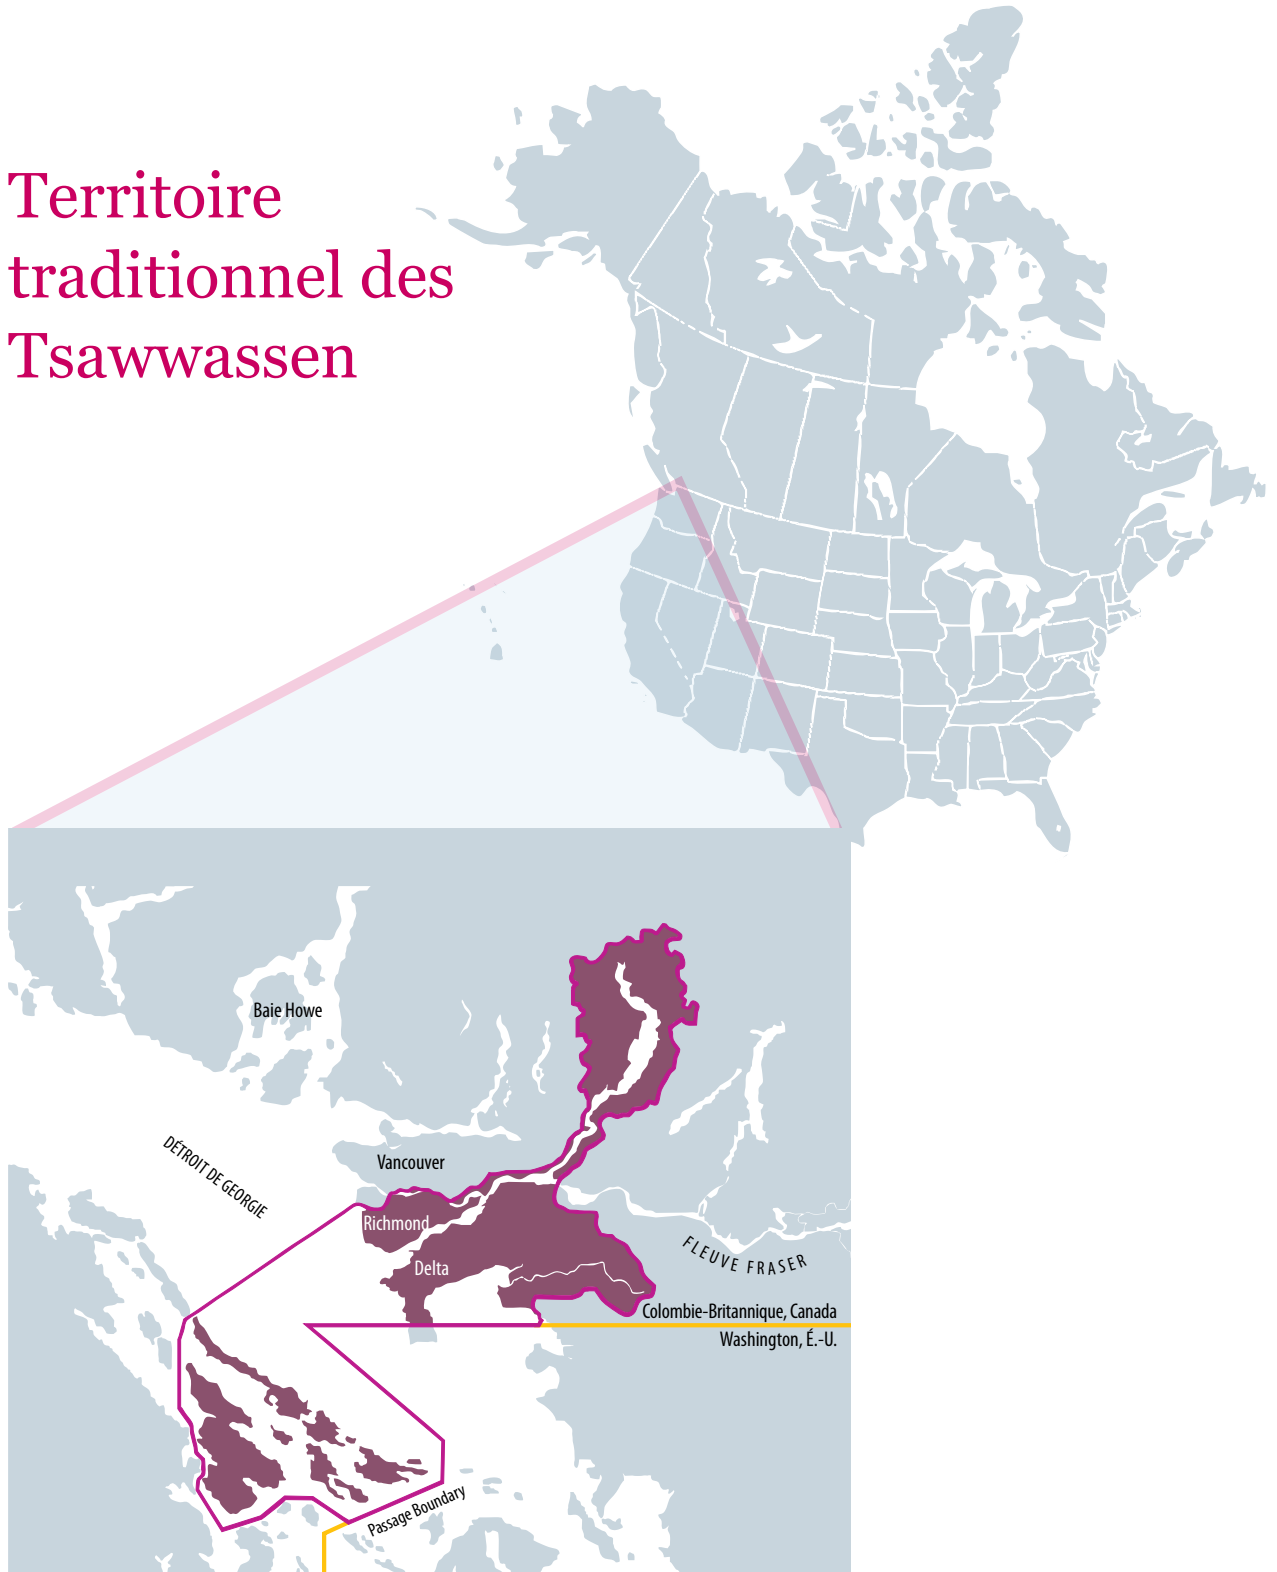 Territoire
traditionnel des
Tsawwassen
Baie Howe
DÉTROIT DE GEORGIE
Vancouver
Richmond
Delta
FLEUVE FRASER
Colombie-Britannique, Canada
Washington, É.-U.
Passage Boundary